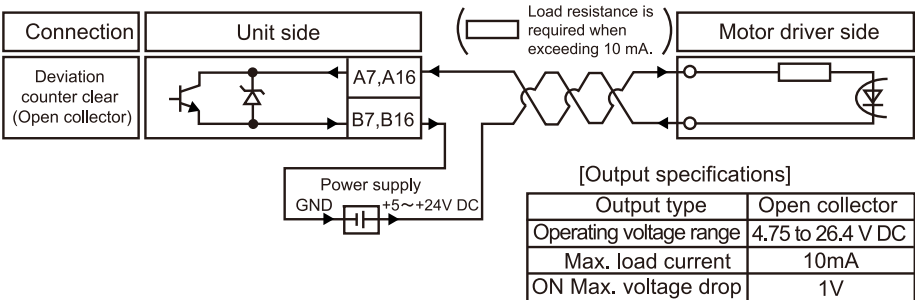 Connection
Unit side
Load resistance is
required when
exceeding 10 mA.
Motor driver side
Deviation
counter clear
(Open collector)
A7,A16
B7,B16
Power supply
GND
+5～+24V DC
[Output specifications]
Output type Open collector
Operating voltage range 4.75 to 26.4 V DC
Max. load current 10mA
ON Max. voltage drop 1V